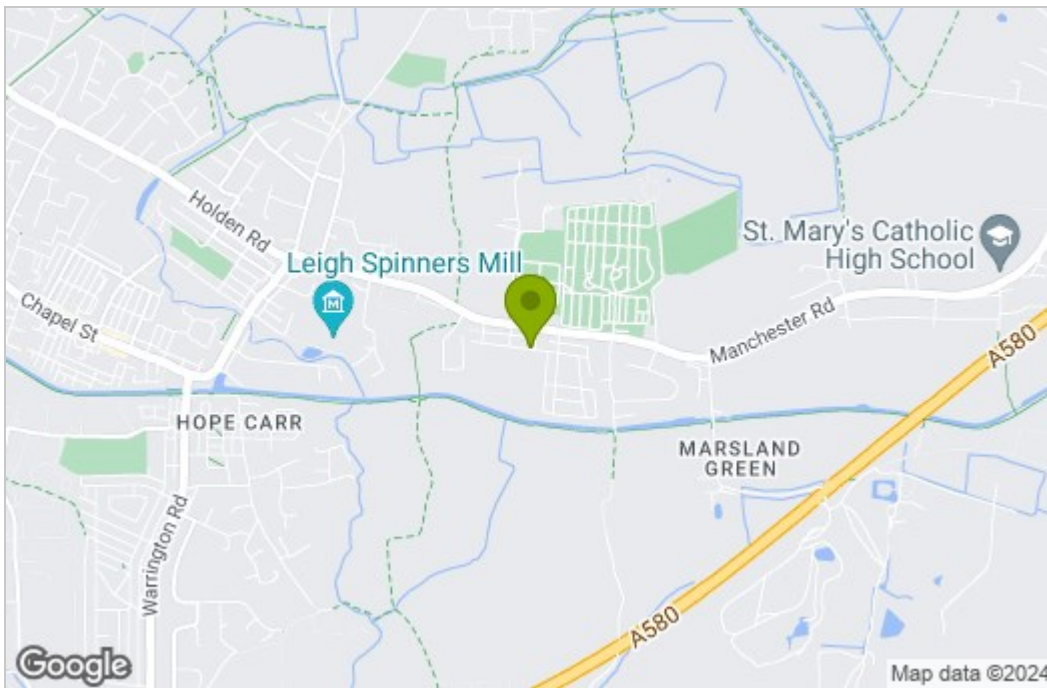 Holden Rd
Leigh Spinners Mill
M
St. Mary's Catholic
High School
Chapel St
Manchester Rd
A580
HOPE CARR
MARSLAND
GREEN
Warrington Rd
A580
Google
Map data ©2024